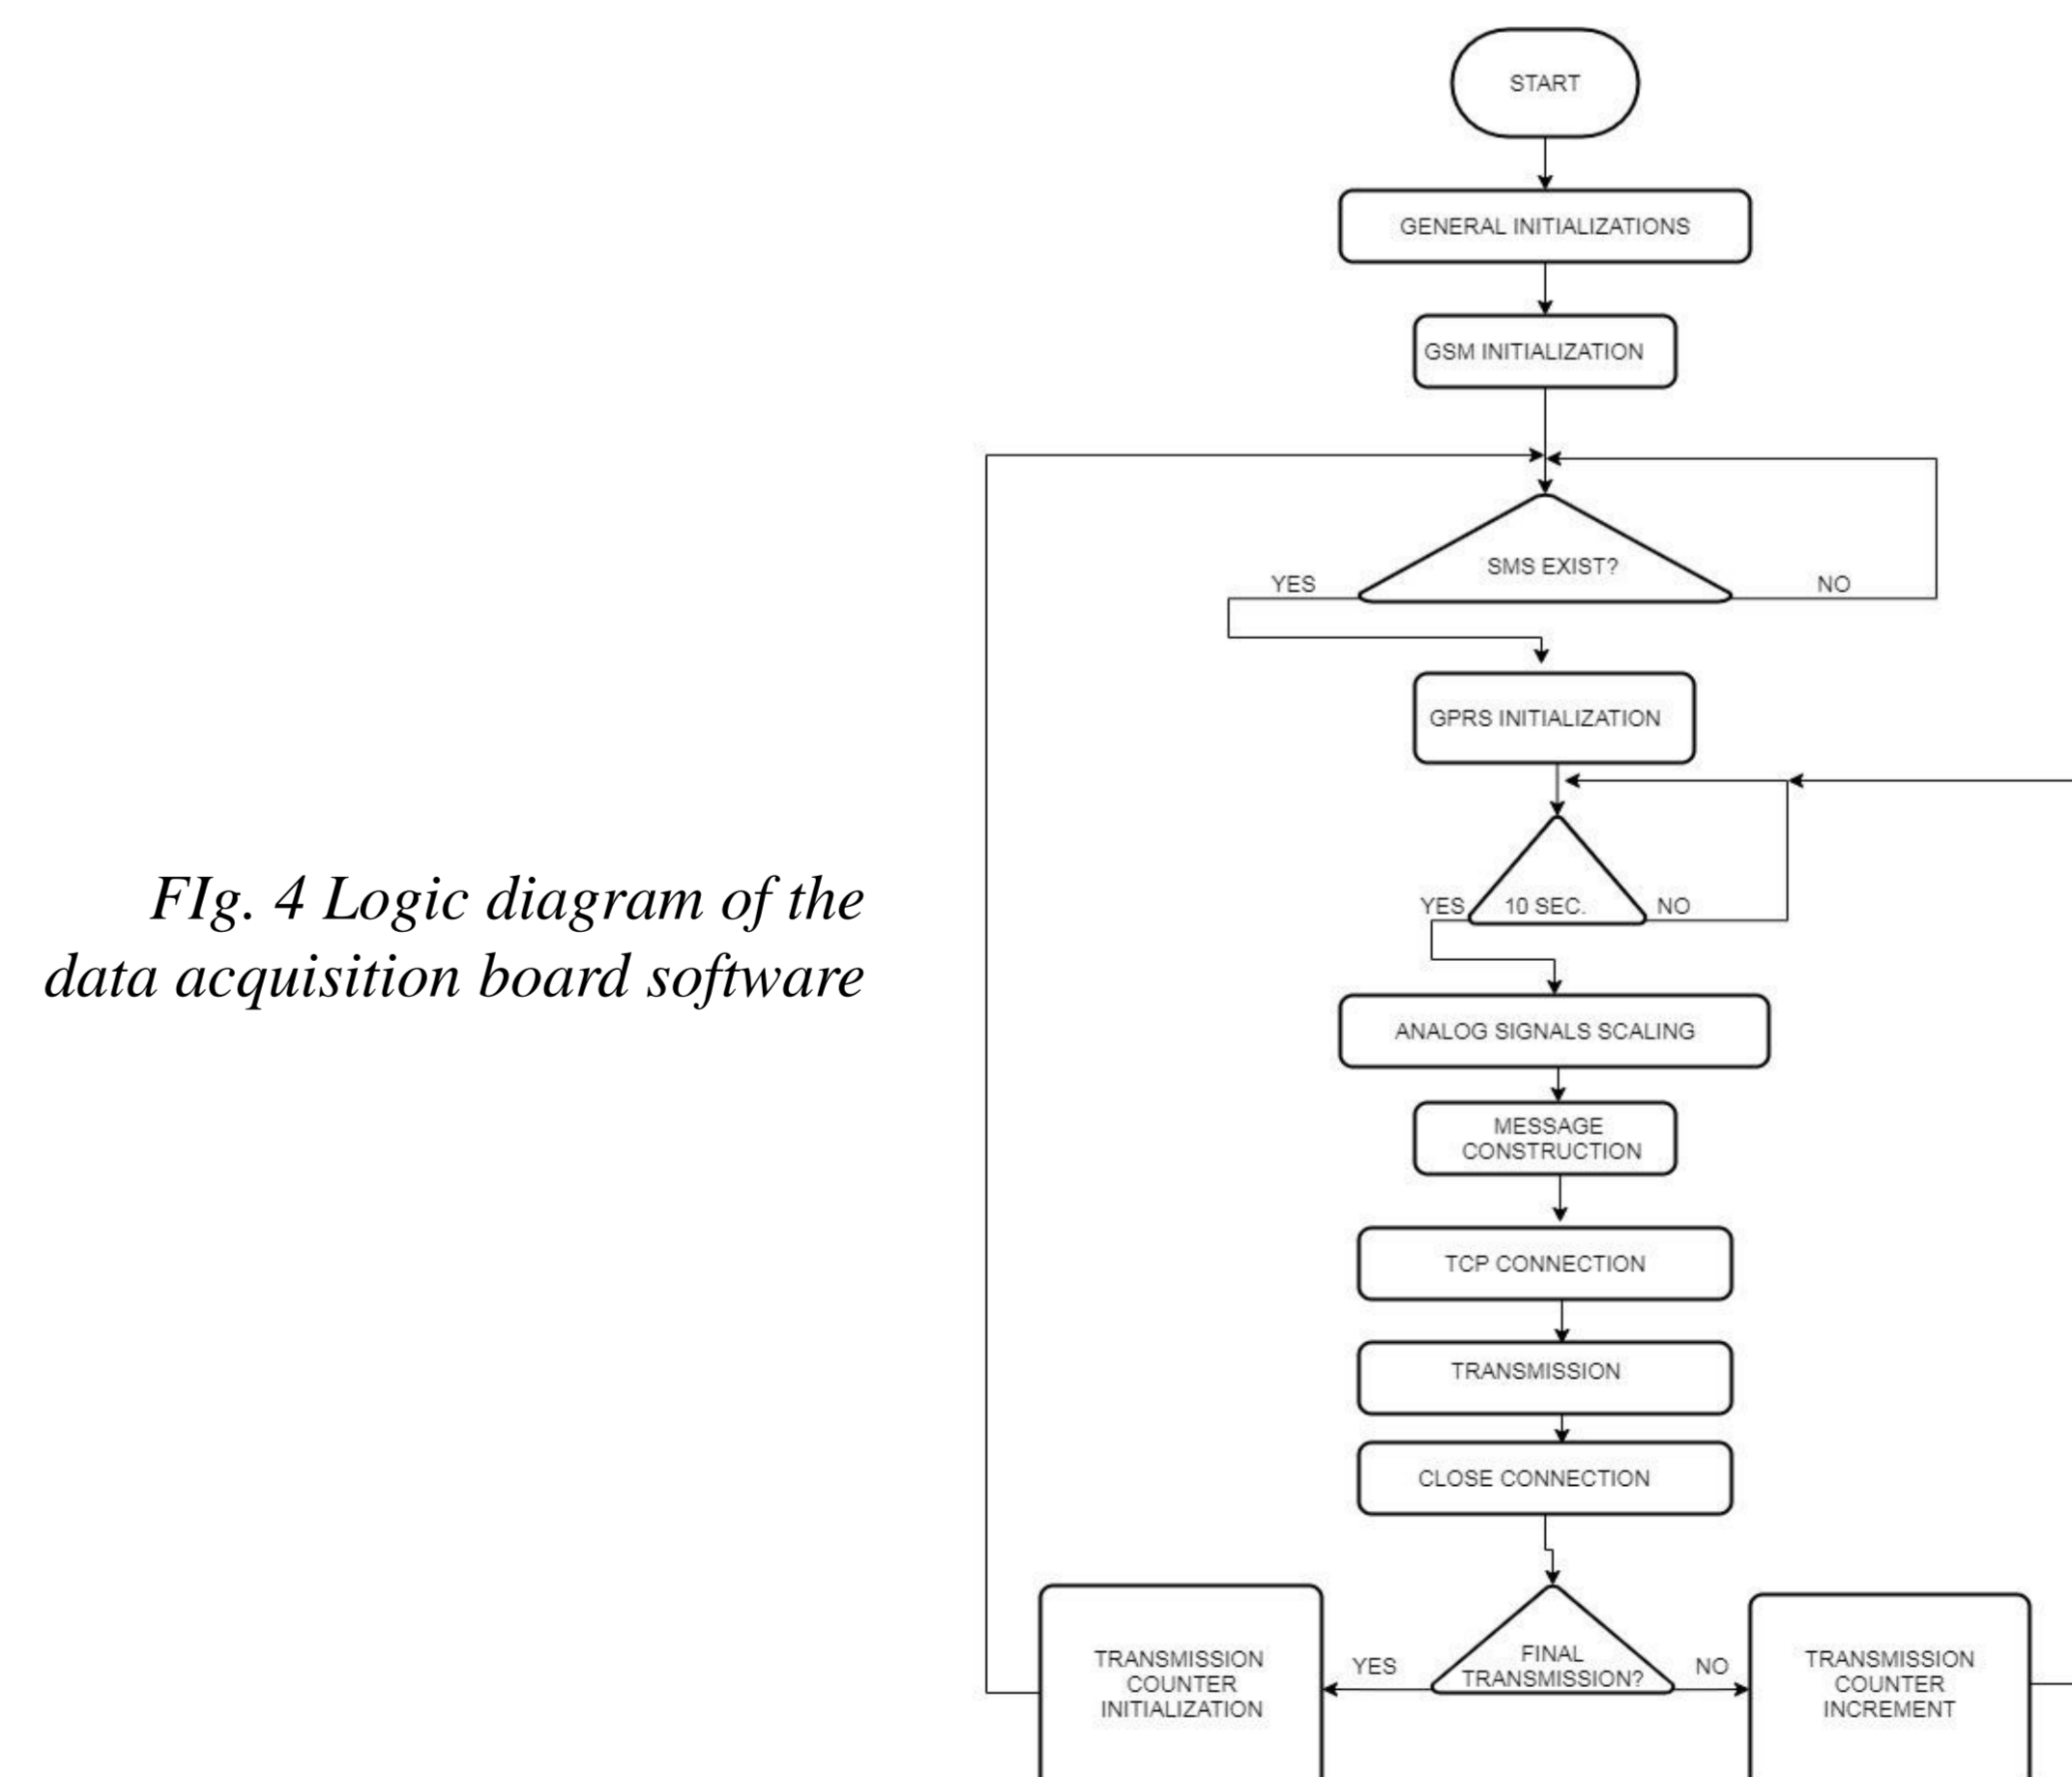 START
GENERAL INITIALIZATIONS
GSM INITIALIZATION
SMS EXIST?
YES
NO
GPRS INITIALIZATION
FIg. 4 Logic diagram of the
data acquisition board software
YES
10 SEC.
NO
ANALOG SIGNALS SCALING
MESSAGE
CONSTRUCTION
TCP CONNECTION
TRANSMISSION
CLOSE CONNECTION
TRANSMISSION
COUNTER
INITIALIZATION
YES
FINAL
TRANSMISSION?
NO
TRANSMISSION
COUNTER
INCREMENT